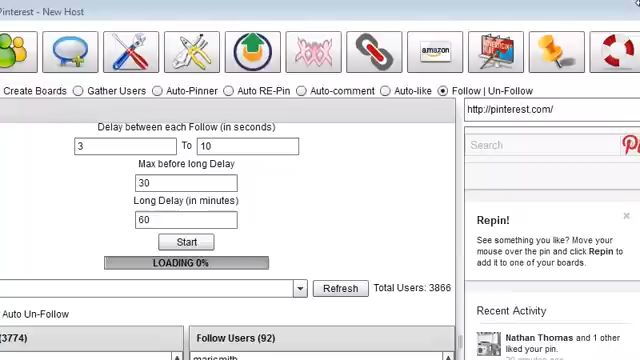 Pinterest - New Host
amazon
Create Boards Gather Users Auto-Pinner Auto RE-Pin Auto-comment Auto-like Follow | Un-Follow
http://pinterest.com/
Delay between each Follow (in seconds)
3 To 10
Search
Max before long Delay
30
Long Delay (in minutes)
60
Start
LOADING 0%
Repin!
See something you like? Move your
mouse over the pin and click Repin to
add it to one of your boards.
Refresh Total Users: 3866
Auto Un-Follow
Recent Activity
(3774) Follow Users (92)
Nathan Thomas and 1 other
liked your pin.
marismith